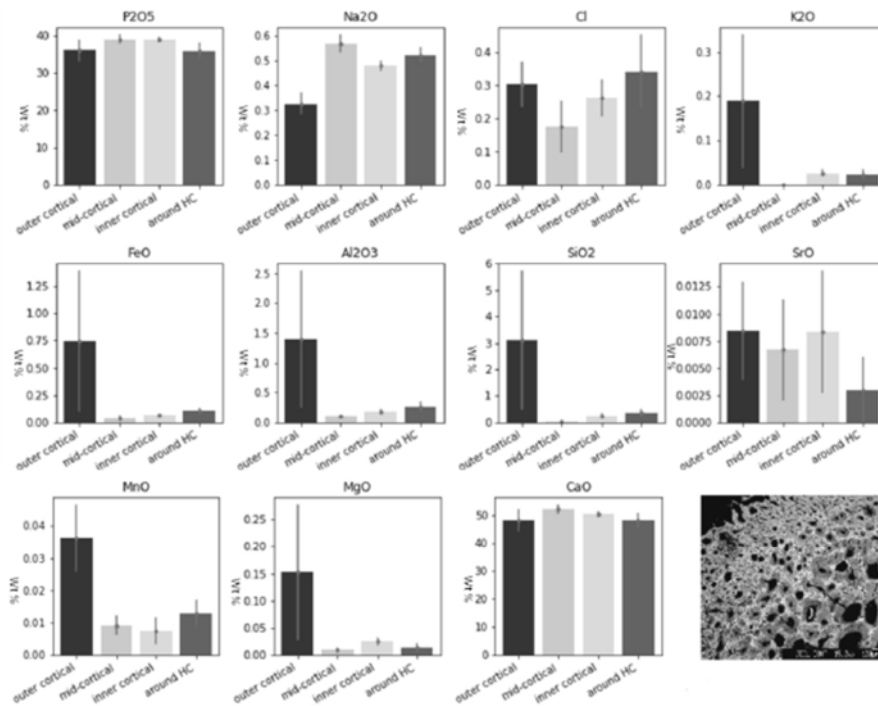 P2O5
Na2O
Cl
K2O
40
30
20
10
0
Wt %
outer cortical
mid-cortical
inner cortical
around HC
0.6
0.5
0.4
0.3
0.2
0.1
0.0
Wt %
outer cortical
mid-cortical
inner cortical
around HC
0.4
0.3
0.2
0.1
0.0
Wt %
outer cortical
mid-cortical
inner cortical
around HC
0.3
0.2
0.1
0.0
Wt %
outer cortical
mid-cortical
inner cortical
around HC
FeO
Al2O3
SiO2
SrO
1.25
1.00
0.75
0.50
0.25
0.00
Wt %
outer cortical
mid-cortical
inner cortical
around HC
2.5
2.0
1.5
1.0
0.5
0.0
Wt %
outer cortical
mid-cortical
inner cortical
around HC
6
5
4
3
2
1
0
Wt %
outer cortical
mid-cortical
inner cortical
around HC
0.0125
0.0100
0.0075
0.0050
0.0025
0.0000
Wt %
outer cortical
mid-cortical
inner cortical
around HC
MnO
MgO
CaO
0.04
0.03
0.02
0.01
0.00
Wt %
outer cortical
mid-cortical
inner cortical
around HC
0.25
0.20
0.15
0.10
0.05
0.00
Wt %
outer cortical
mid-cortical
inner cortical
around HC
50
40
30
20
10
0
Wt %
outer cortical
mid-cortical
inner cortical
around HC